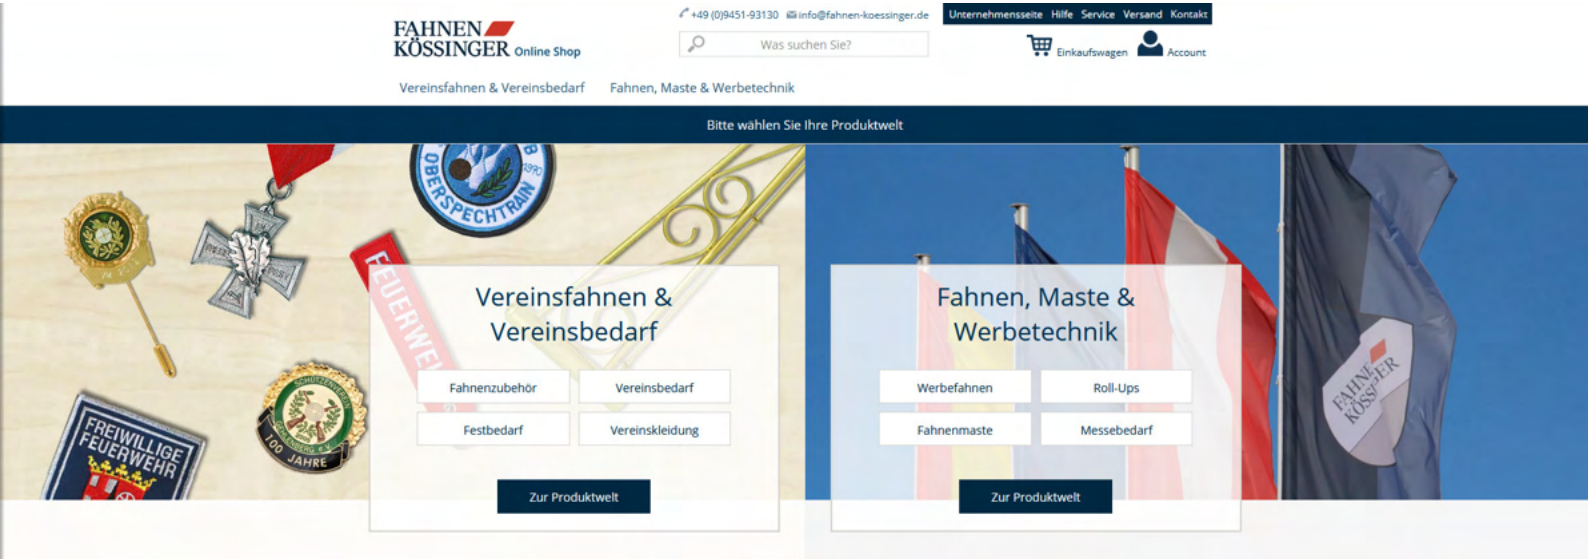 FAHNEN
KÖSSINGER Online Shop
+49 (0)9451-93130 info@fahnen-koessinger.de
Unternehmensseite Hilfe Service Versand Kontakt
Was suchen Sie?
Einkaufswagen Account
Vereinsfahnen & Vereinsbedarf Fahnen, Maste & Werbetechnik
Bitte wählen Sie Ihre Produktwelt
OBERSPECHTRAIN
1990
FEUERWEH
FREIWILLIGE
FEUERWEHR
SCHÜTZENVEREIN
100 JAHRE
Vereinsfahnen &
Vereinsbedarf
Fahnenzubehör Vereinsbedarf
Festbedarf Vereinskleidung
Zur Produktwelt
Fahnen, Maste &
Werbetechnik
Werbefahnen Roll-Ups
Fahnenmaste Messebedarf
Zur Produktwelt
FAHNE
KÖSSINGER